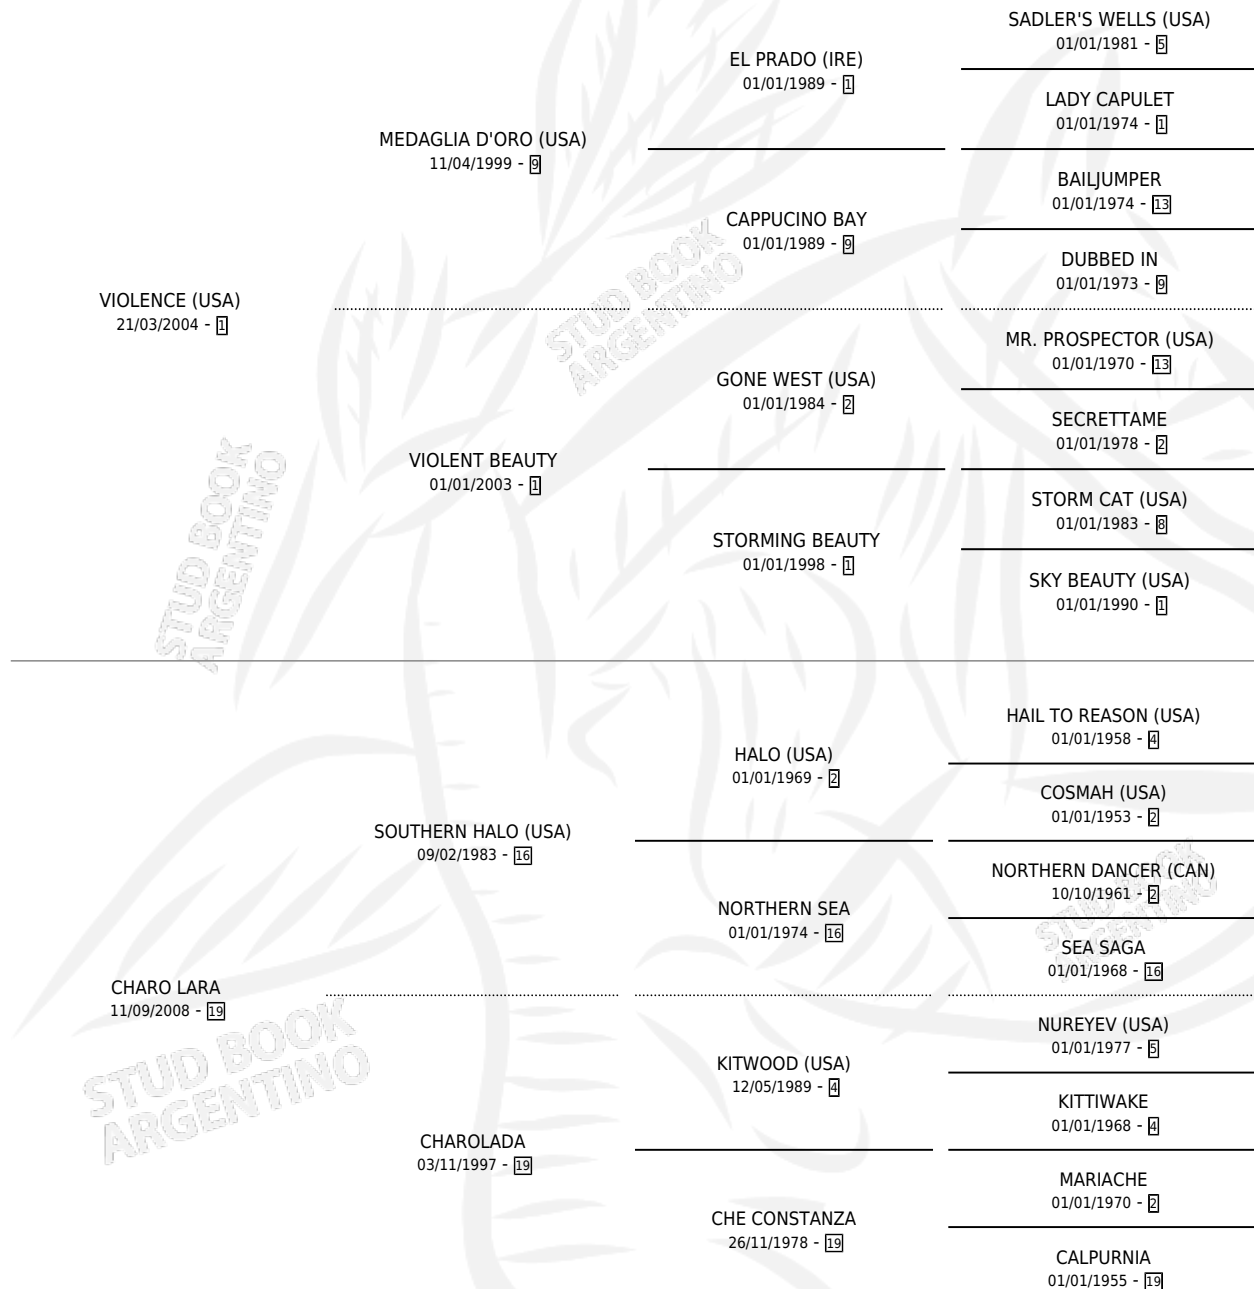 SADLER'S WELLS (USA)
01/01/1981 - 5
EL PRADO (IRE)
01/01/1989 - 1
LADY CAPULET
01/01/1974 - 1
MEDAGLIA D'ORO (USA)
11/04/1999 - 9
BAILJUMPER
01/01/1974 - 13
CAPPUCINO BAY
01/01/1989 - 9
DUBBED IN
01/01/1973 - 9
VIOLENCE (USA)
21/03/2004 - 1
STUD BOOK
ARGENTINO
MR. PROSPECTOR (USA)
01/01/1970 - 13
GONE WEST (USA)
01/01/1984 - 2
SECRETTAME
01/01/1978 - 2
VIOLENT BEAUTY
01/01/2003 - 1
STORM CAT (USA)
01/01/1983 - 8
STORMING BEAUTY
01/01/1998 - 1
SKY BEAUTY (USA)
01/01/1990 - 1
STUD BOOK
ARGENTINO
HAIL TO REASON (USA)
01/01/1958 - 4
HALO (USA)
01/01/1969 - 2
COSMAH (USA)
01/01/1953 - 2
SOUTHERN HALO (USA)
09/02/1983 - 16
NORTHERN DANCER (CAN)
10/10/1961 - 2
NORTHERN SEA
01/01/1974 - 16
STUD BOOK
ARGENTINO
SEA SAGA
01/01/1968 - 16
CHARO LARA
11/09/2008 - 19
STUD BOOK
ARGENTINO
NUREYEV (USA)
01/01/1977 - 5
KITWOOD (USA)
12/05/1989 - 4
KITTIWAKE
01/01/1968 - 4
CHAROLADA
03/11/1997 - 19
MARIACHE
01/01/1970 - 2
CHE CONSTANZA
26/11/1978 - 19
CALPURNIA
01/01/1955 - 19